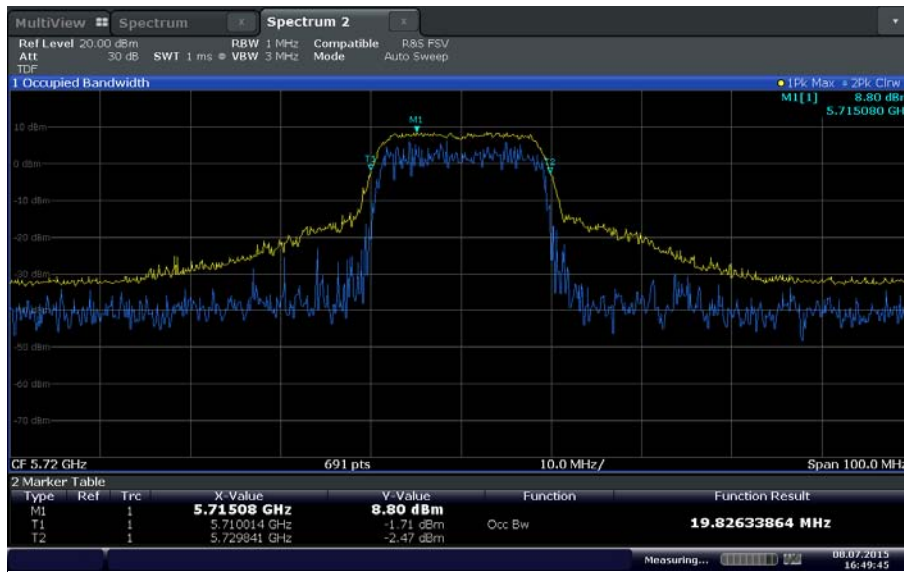 MultiView Spectrum x Spectrum 2 x
Ref Level 20.00 dBm RBW 1 MHz Compatible R&S FSV
Att 30 dB SWT 1 ms VBW 3 MHz Mode Auto Sweep
TDF
1 Occupied Bandwidth 1Pk Max 2Pk Clrw
M1[1] 8.80 dBr
5.715080 GH
M1
10 dBm
T1 T2
0 dBm
-10 dBm
-20 dBm
-30 dBm
-50 dBm
-60 dBm
-70 dBm
CF 5.72 GHz 691 pts 10.0 MHz/ Span 100.0 MHz
2 Marker Table
Type Ref Trc X-Value Y-Value Function Function Result
M1 1 5.71508 GHz 8.80 dBm
T1 1 5.710014 GHz -1.71 dBm Occ Bw 19.82633864 MHz
T2 1 5.729841 GHz -2.47 dBm
Measuring... 08.07.2015
16:49:45